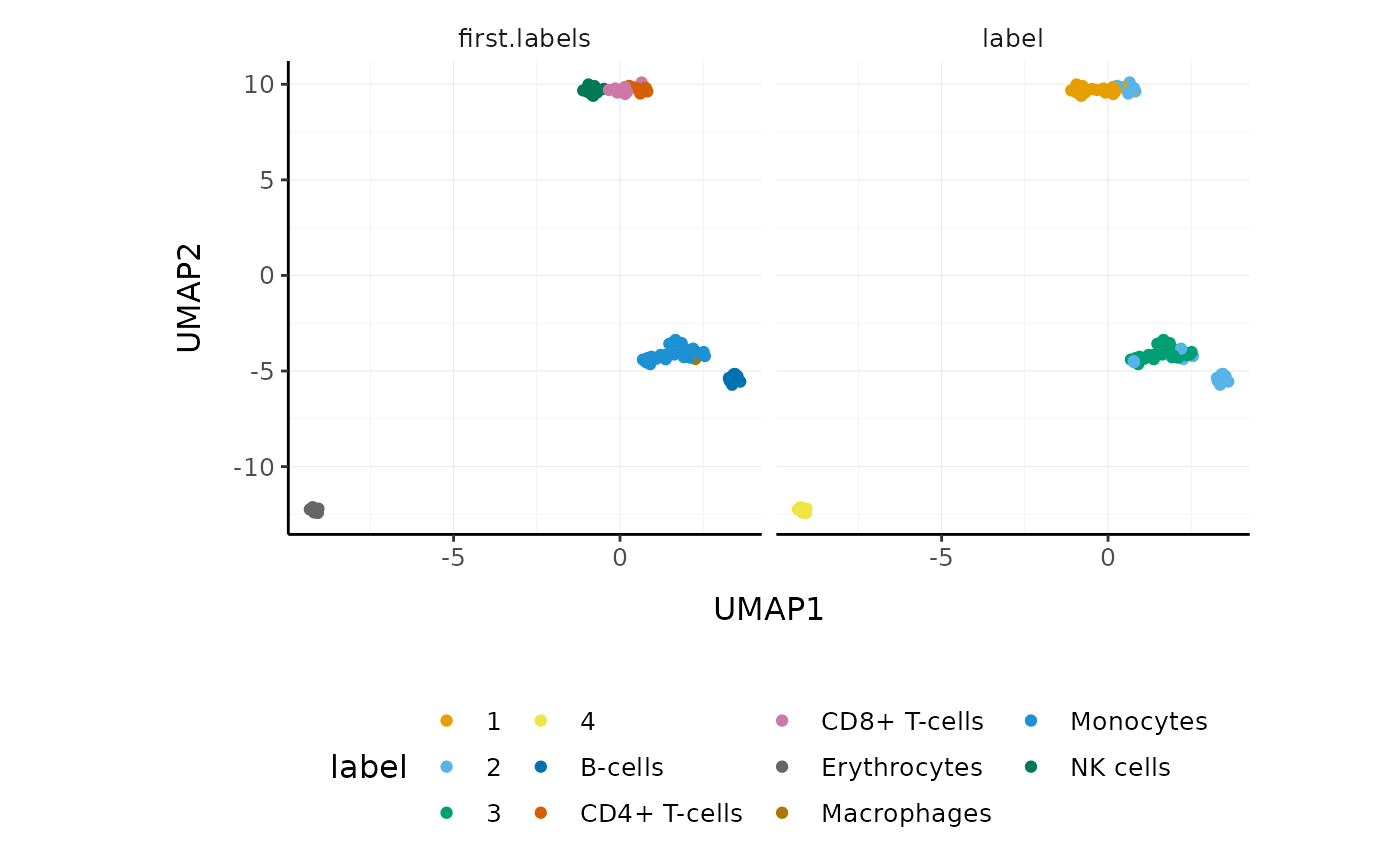 first.labels label
10
5
0
-5
-10
UMAP2
-5 0 -5 0
UMAP1
1 4 CD8+ T-cells Monocytes
label 2 B-cells Erythrocytes NK cells
3 CD4+ T-cells Macrophages